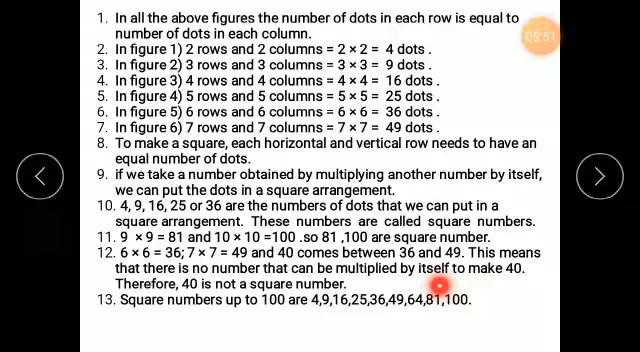 1. In all the above figures the number of dots in each row is equal to
number of dots in each column.
2. In figure 1) 2 rows and 2 columns = 2 × 2 = 4 dots .
3. In figure 2) 3 rows and 3 columns = 3 × 3 = 9 dots .
4. In figure 3) 4 rows and 4 columns = 4 × 4 = 16 dots .
5. In figure 4) 5 rows and 5 columns = 5 × 5 = 25 dots .
6. In figure 5) 6 rows and 6 columns = 6 × 6 = 36 dots .
7. In figure 6) 7 rows and 7 columns = 7 × 7 = 49 dots .
8. To make a square, each horizontal and vertical row needs to have an
equal number of dots.
9. if we take a number obtained by multiplying another number by itself,
we can put the dots in a square arrangement.
10. 4, 9, 16, 25 or 36 are the numbers of dots that we can put in a
square arrangement. These numbers are called square numbers.
11. 9 × 9 = 81 and 10 × 10 =100 .so 81 ,100 are square number.
12. 6 × 6 = 36; 7 × 7 = 49 and 40 comes between 36 and 49. This means
that there is no number that can be multiplied by itself to make 40.
Therefore, 40 is not a square number.
13. Square numbers up to 100 are 4,9,16,25,36,49,64,81,100.
05:51